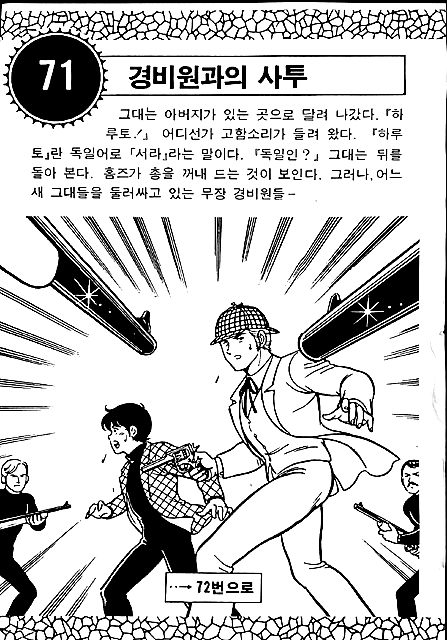 71
경비원과의 사투
그대는 아버지가 있는 곳으로 달려 나갔다. 『하
루토!』 어디선가 고함소리가 들려 왔다. 『하루
토』란 독일어로 「서라」라는 말이다. 『독일인?』 그대는 뒤를
돌아 본다. 홈즈가 총을 꺼내 드는 것이 보인다. 그러나, 어느
새 그대들을 둘러싸고 있는 무장 경비원들–
…→ 72번으로